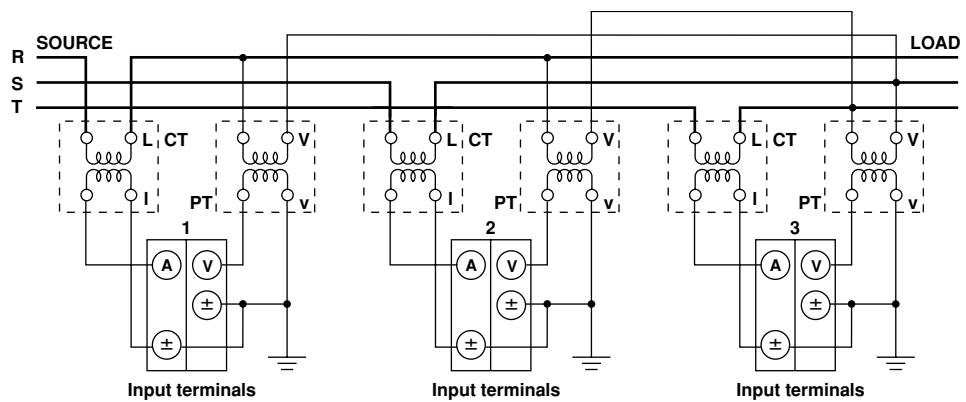 SOURCE LOAD
R
S
T
L CT V L CT V L CT V
l PT v l PT v l PT v
1 2 3
A V A V A V
± ± ±
± ± ±
Input terminals Input terminals Input terminals